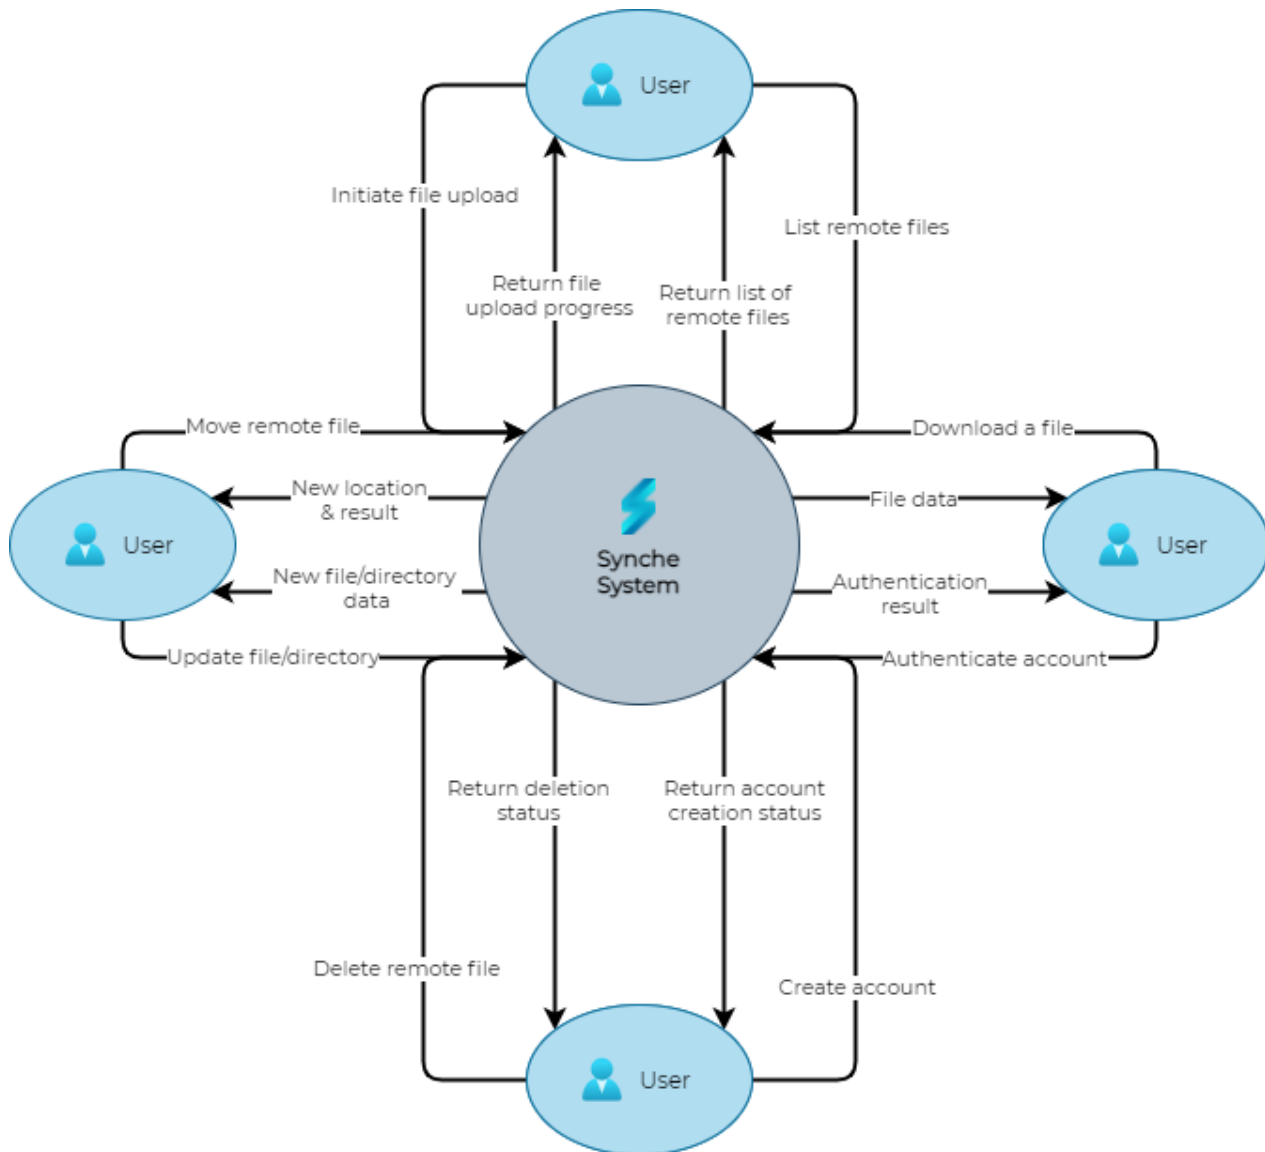 User
Initiate file upload
List remote files
Return file
upload progress
Return list of
remote files
Move remote file
Download a file
New location
& result
File data
User
Synche
System
User
New file/directory
data
Authentication
result
Update file/directory
Authenticate account
Return deletion
status
Return account
creation status
Delete remote file
Create account
User